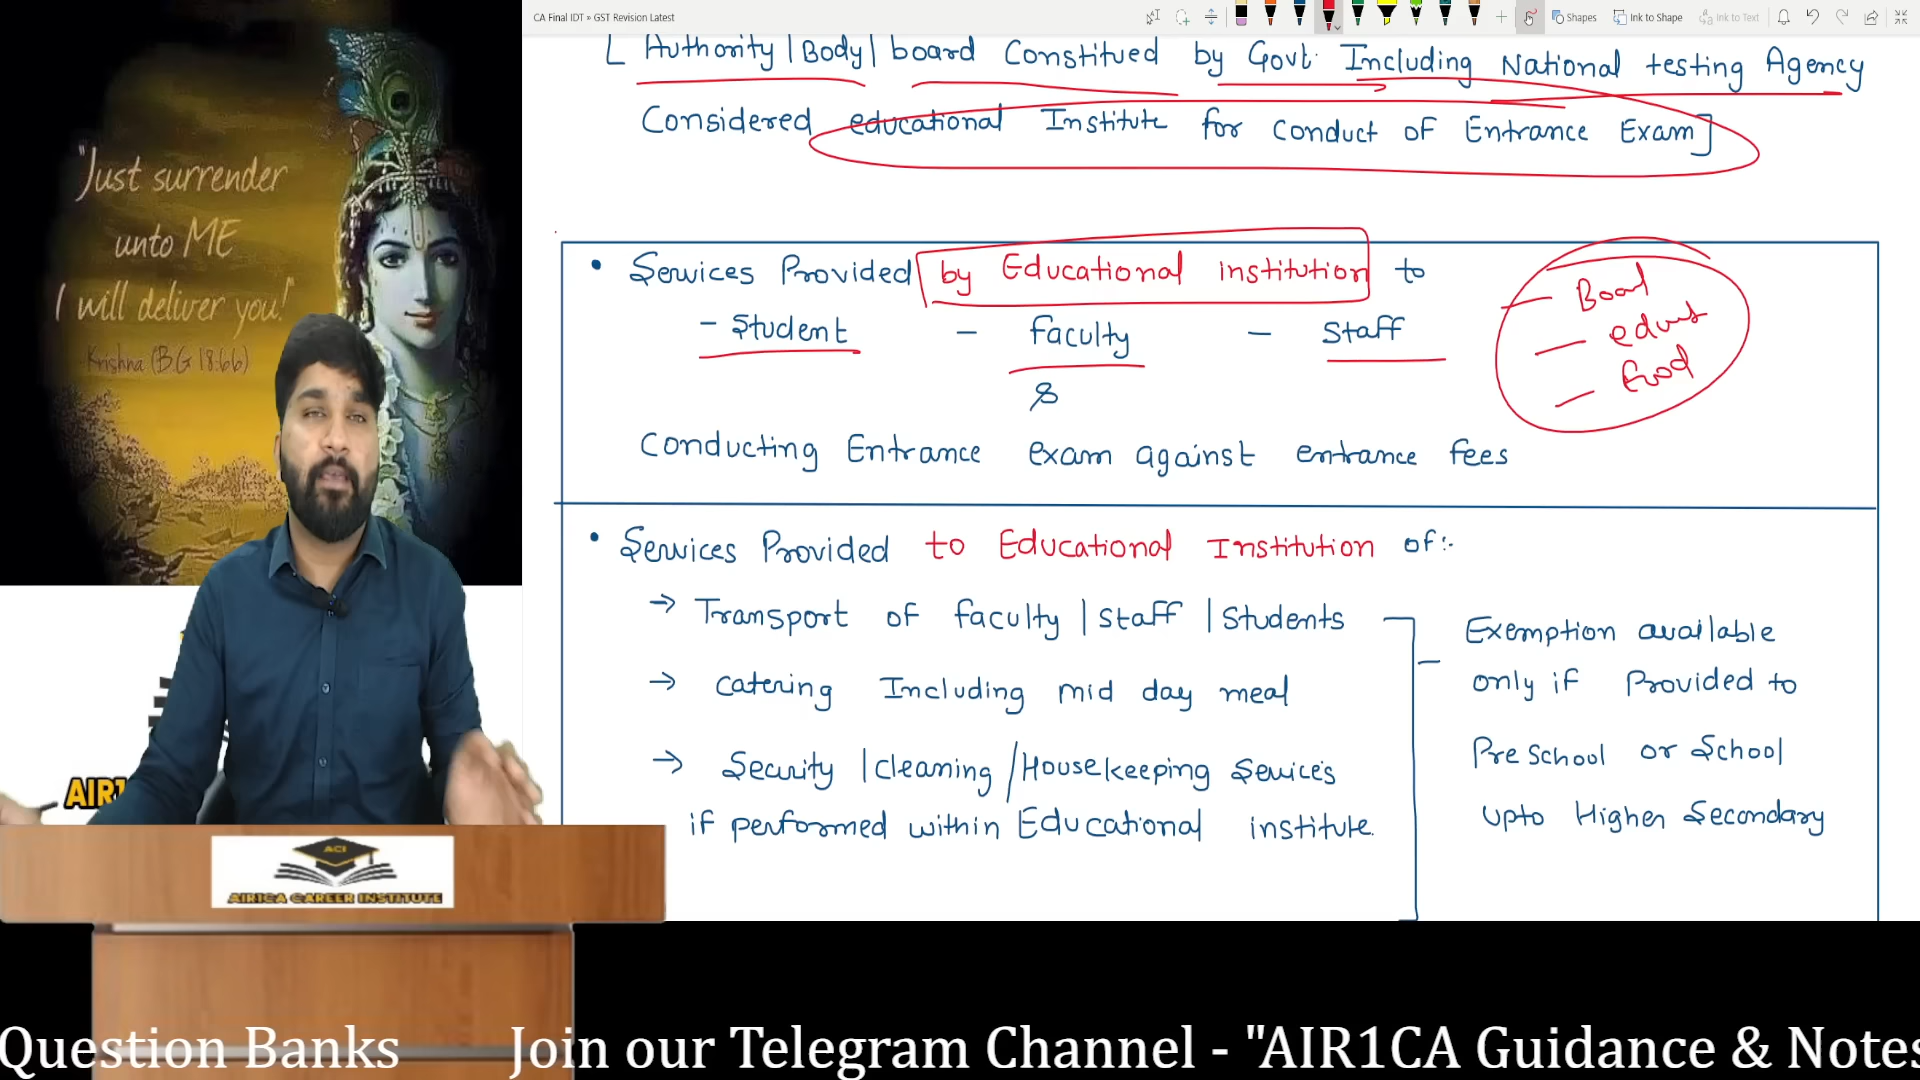 CA Final IDT » GST Revision Latest
Shapes
Ink to Shape
Ink to Text
[ Authority | Body | board Constitued by Govt. Including National testing Agency
Considered educational Institute for conduct of Entrance Exam]
"Just surrender
unto ME
I will deliver you!"
-Krishna (B.G 18.66)
• Services Provided by Educational institution to
- Student - Faculty - Staff
&
Conducting Entrance exam against entrance fees
— Board
—
— food
• Services Provided to Educational Institution of:-
→ Transport of faculty | Staff | Students
→ Catering Including mid day meal
→ Security | Cleaning / Housekeeping Services
if performed within Educational institute.
Exemption available
only if Provided to
Pre School or School
upto Higher Secondary
AIR1
ACI
AIR1CA CAREER INSTITUTE
Question Banks Join our Telegram Channel - "AIR1CA Guidance & Notes